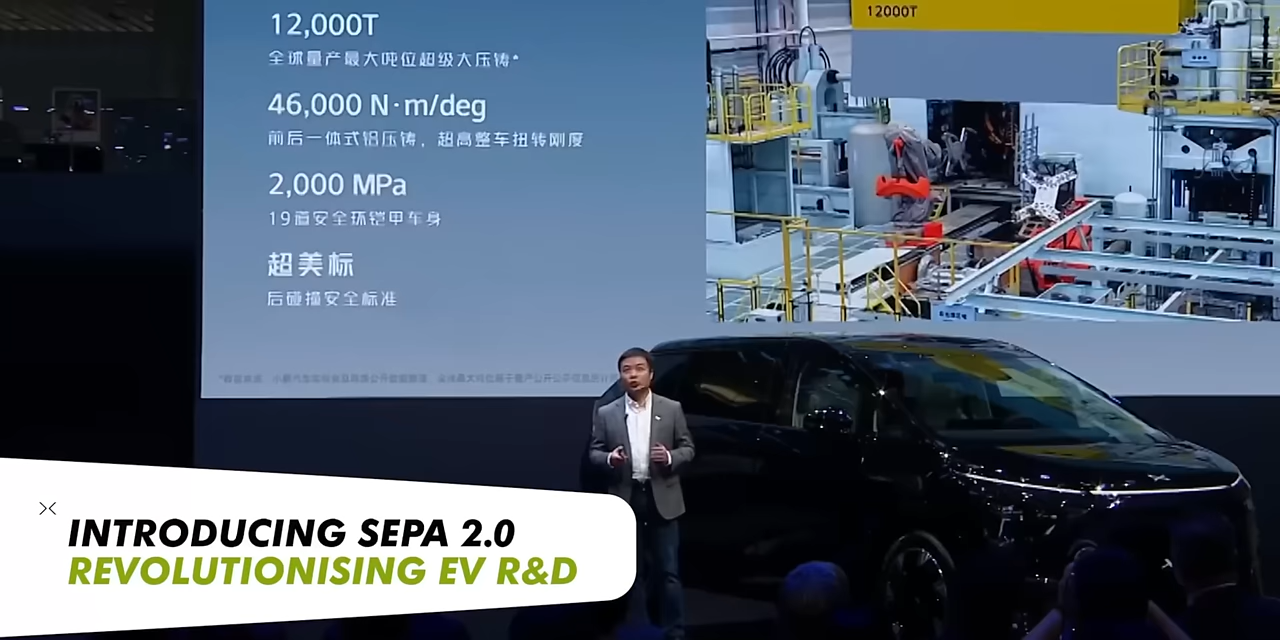 12,000T
全球量产最大吨位超级大压铸*
46,000 N·m/deg
前后一体式铝压铸，超高整车扭转刚度
2,000 MPa
19道安全环铠甲车身
超美标
后碰撞安全标准
12000T
INTRODUCING SEPA 2.0
REVOLUTIONISING EV R&D